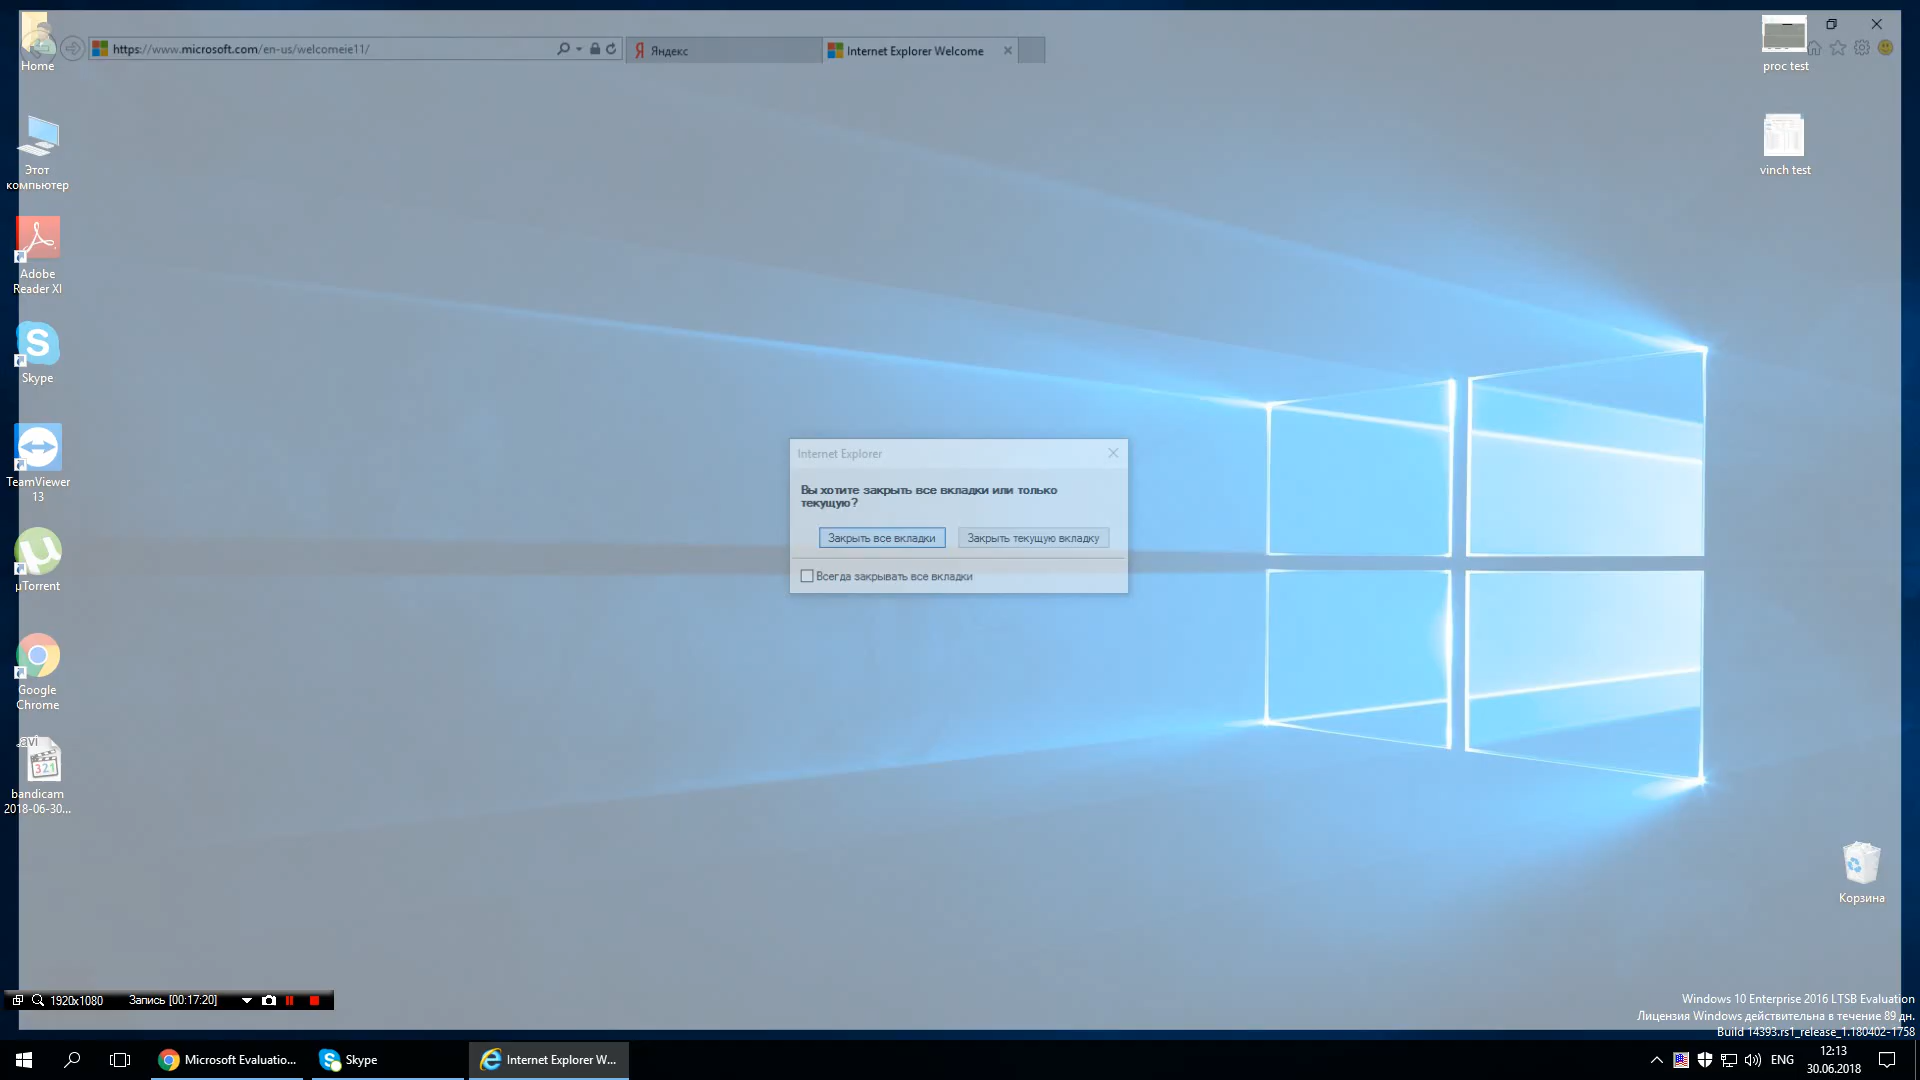 https://www.microsoft.com/en-us/welcomeie11/
Яндекс
Internet Explorer Welcome
Home
Этот
компьютер
Adobe
Reader XI
Skype
TeamViewer
13
µTorrent
Google
Chrome
.avi
321
bandicam
2018-06-30...
proc test
vinch test
Internet Explorer
Вы хотите закрыть все вкладки или только
текущую?
Закрыть все вкладки
Закрыть текущую вкладку
Всегда закрывать все вкладки
Корзина
1920x1080
Запись [00:17:20]
Windows 10 Enterprise 2016 LTSB Evaluation
Лицензия Windows действительна в течение 89 дн.
Build 14393.rs1_release_1.180402-1758
Microsoft Evaluatio...
Skype
Internet Explorer W...
ENG
12:13
30.06.2018